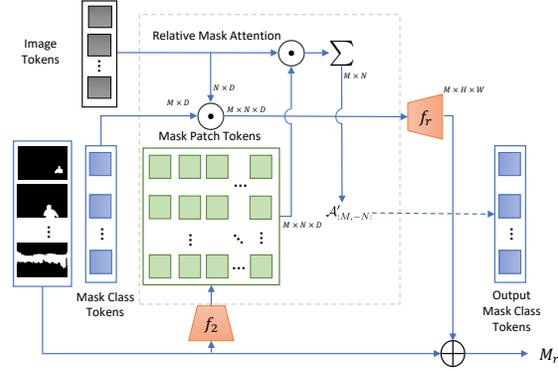 Image
Tokens
Relative Mask Attention
N × D
M × D
M × N × D
Mask Patch Tokens
Σ
M × N
M × H × W
f_r
M × N × D
𝒜′_{:M,−N:}
Mask Class
Tokens
f_2
Output
Mask Class
Tokens
M_r